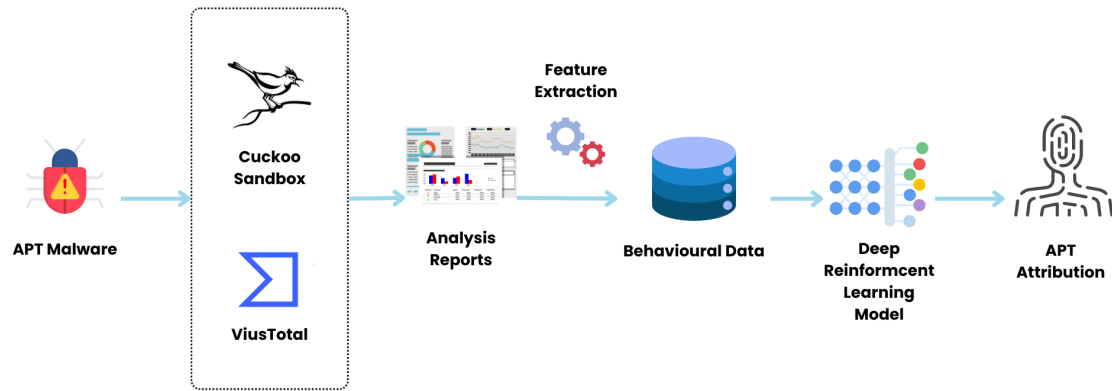 APT Malware
Cuckoo
Sandbox
ViusTotal
Analysis
Reports
Feature
Extraction
Behavioural Data
Deep
Reinformcent
Learning
Model
APT
Attribution